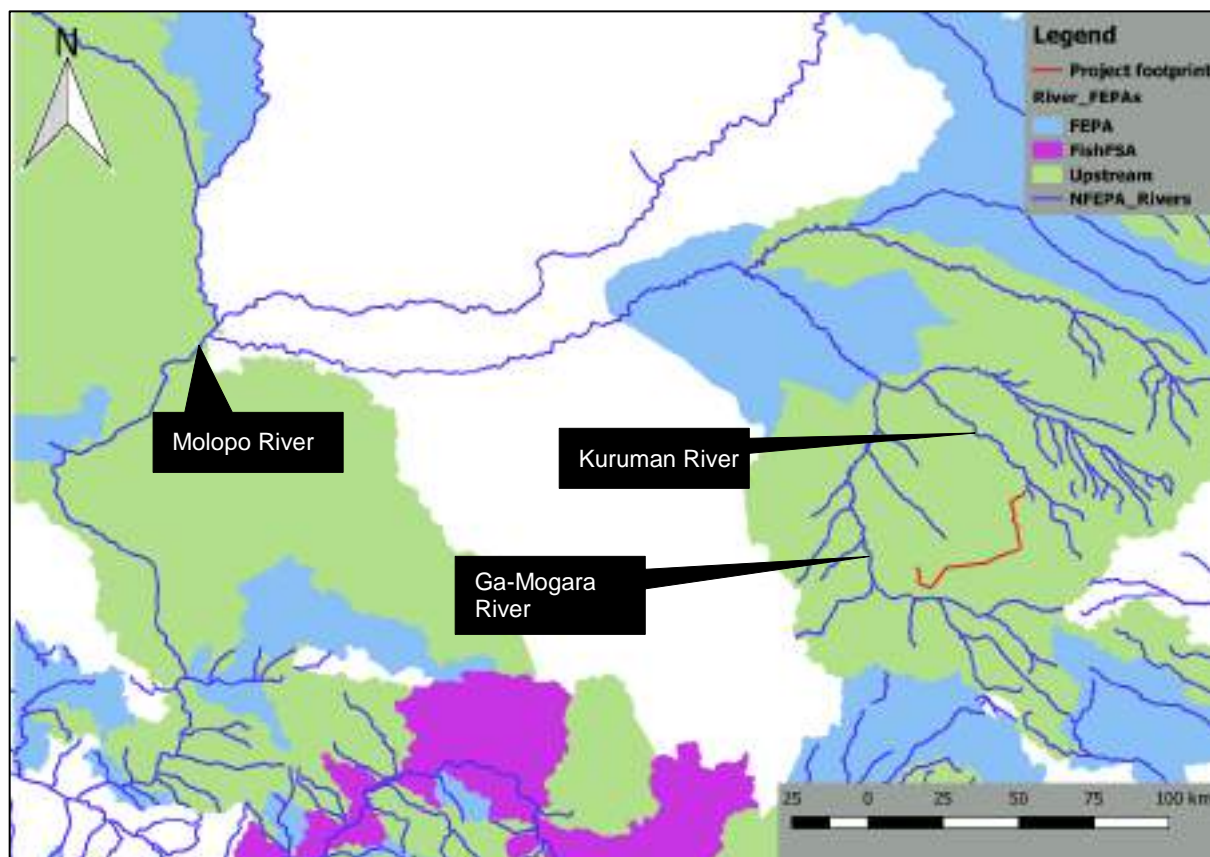 N
Legend
Project footprint
River_FEPAs
FEPA
FishFSA
Upstream
NFEPA_Rivers
Molopo River
Kuruman River
Ga-Mogara
River
25 0 25 50 75 100 km